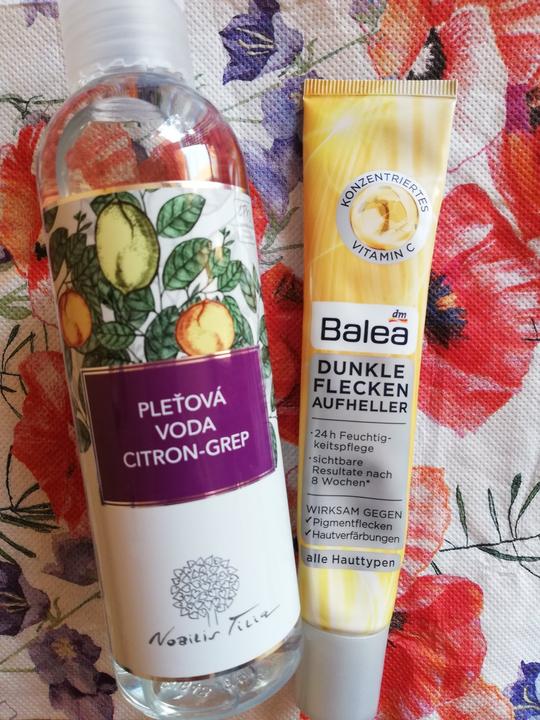 PLEŤOVÁ
VODA
CITRON-GREP
Nobilis Tilia
KONZENTRIERTES
VITAMIN C
dm
Balea
DUNKLE
FLECKEN
AUFHELLER
·24h Feuchtig-
keitspflege
·sichtbare
Resultate nach
8 Wochen*
WIRKSAM GEGEN
✓Pigmentflecken
✓Hautverfärbungen
alle Hauttypen